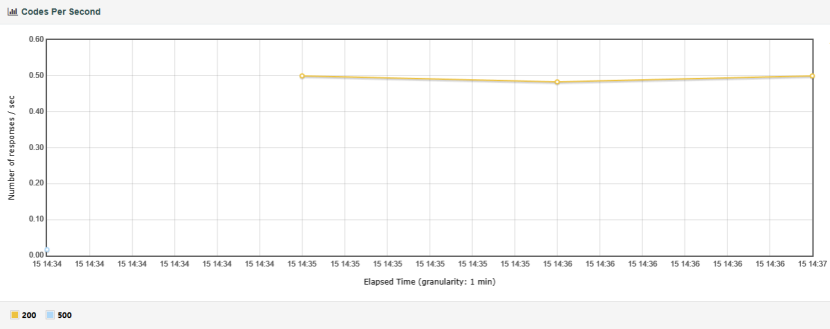 Codes Per Second
0.60
0.50
0.40
0.30
0.20
0.10
0.00
Number of responses / sec
15 14:34 15 14:34 15 14:34 15 14:34 15 14:34 15 14:34 15 14:35 15 14:35 15 14:35 15 14:35 15 14:35 15 14:35 15 14:36 15 14:36 15 14:36 15 14:36 15 14:36 15 14:36 15 14:37
Elapsed Time (granularity: 1 min)
200 500